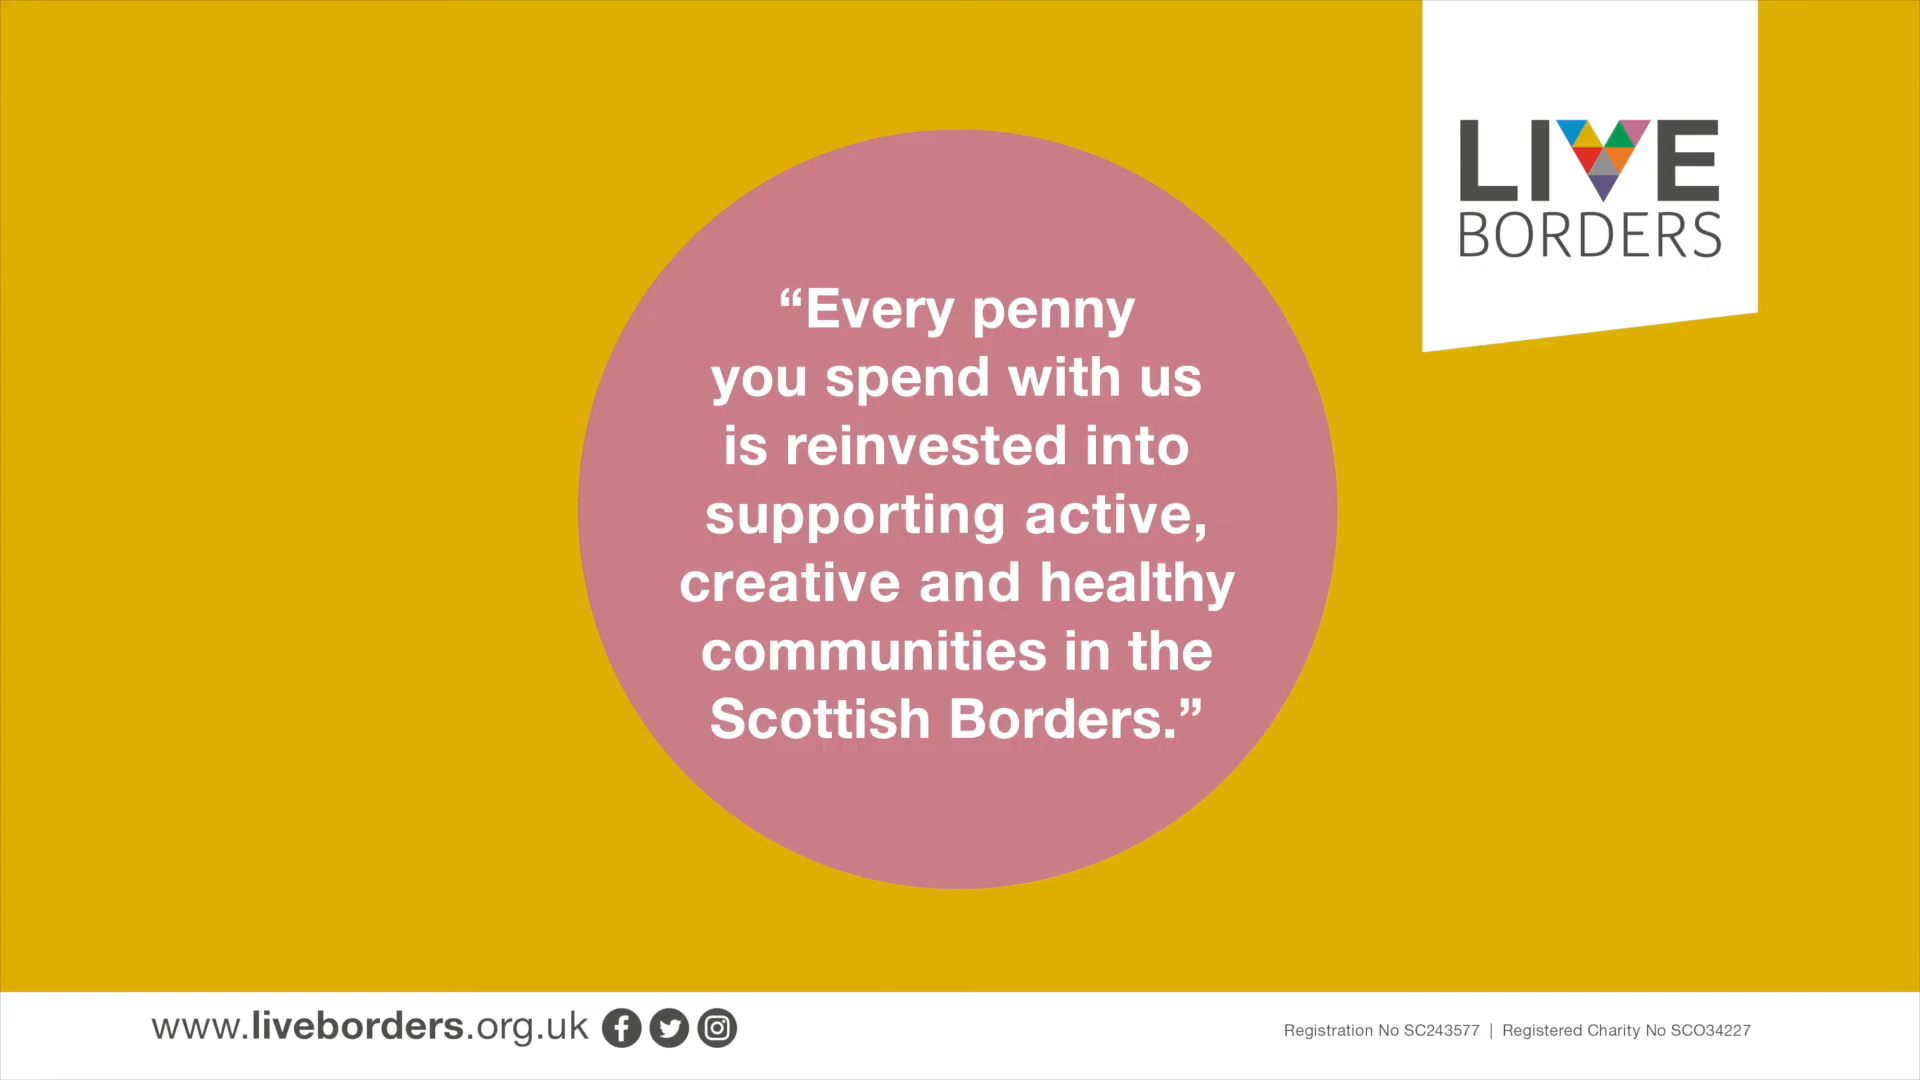 LIVE
BORDERS
“Every penny
you spend with us
is reinvested into
supporting active,
creative and healthy
communities in the
Scottish Borders.”
www.liveborders.org.uk
Registration No SC243577 | Registered Charity No SCO34227